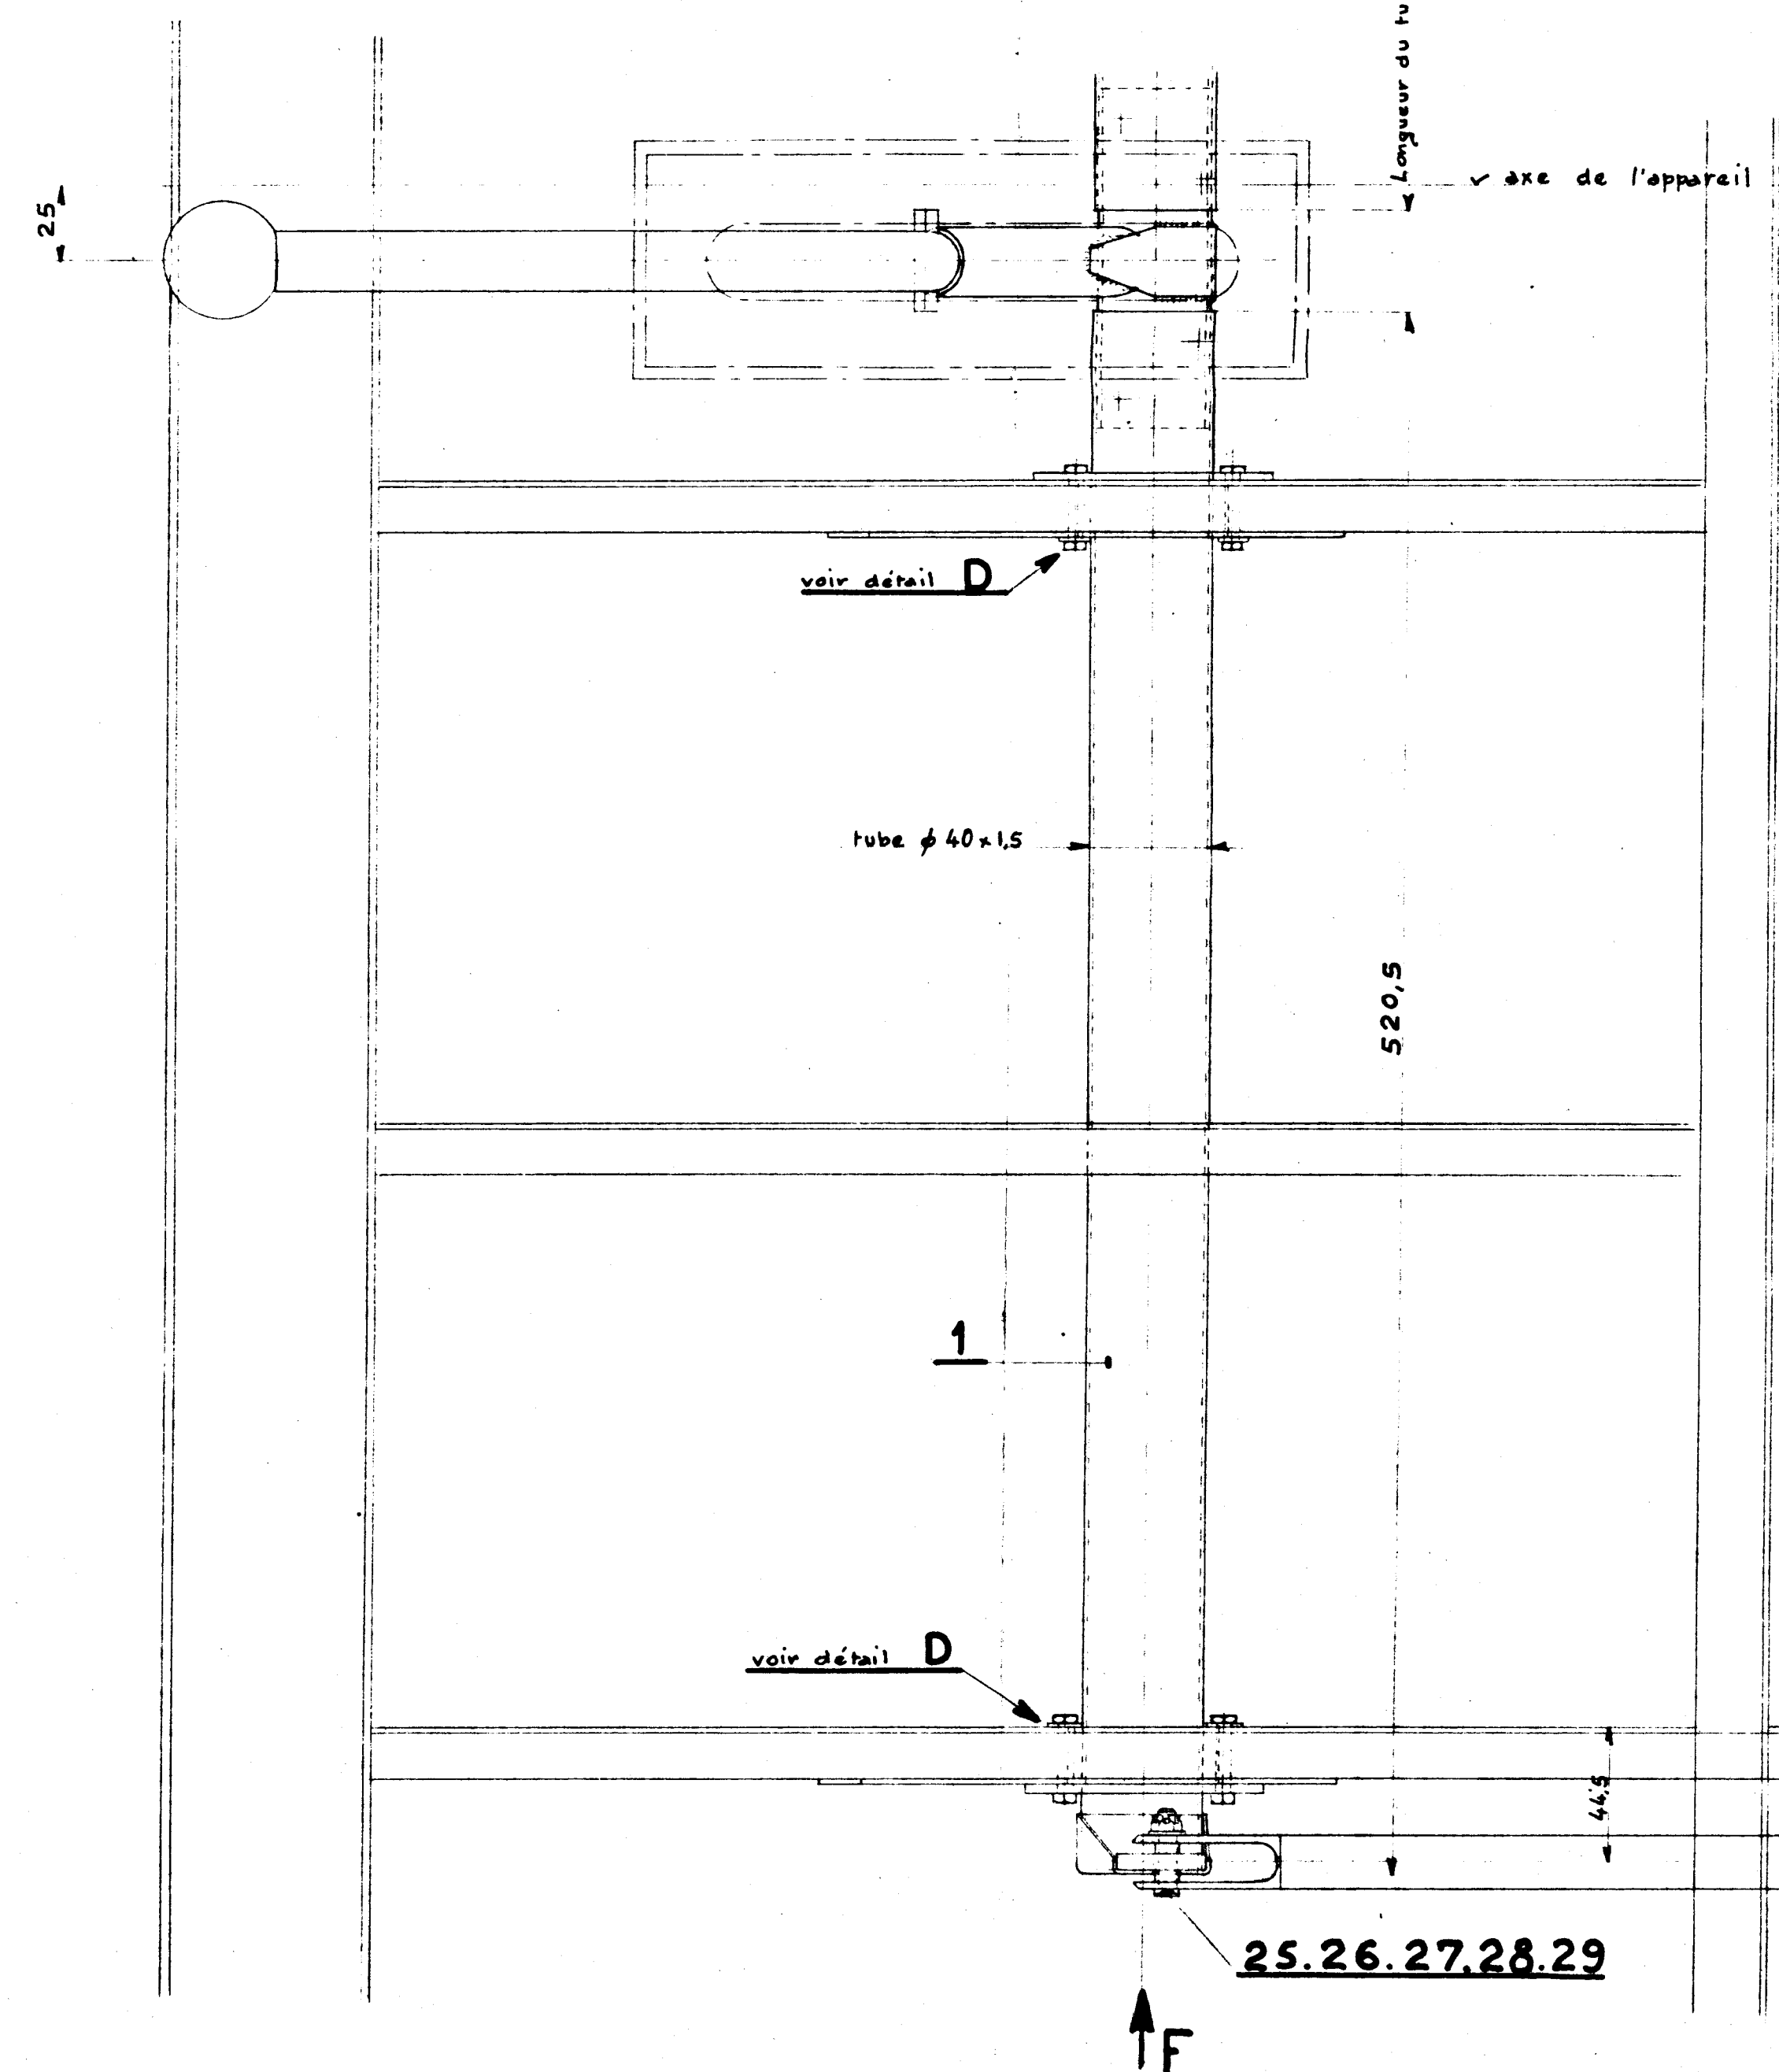 Longueur du tu
axe de l'appareil
25
voir détail D
tube ϕ 40 x 1,5
520,5
1
voir détail D
44,5
25.26.27.28.29
F